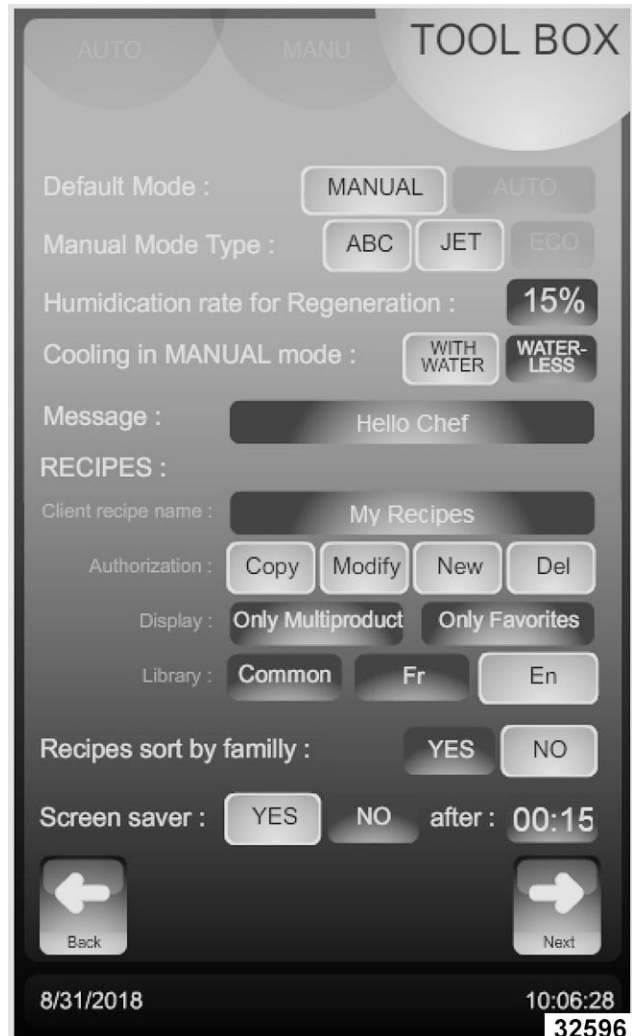 AUTO MANU TOOL BOX
Default Mode : MANUAL AUTO
Manual Mode Type : ABC JET ECO
Humidication rate for Regeneration : 15%
Cooling in MANUAL mode : WITH WATER WATER-LESS
Message : Hello Chef
RECIPES :
Client recipe name : My Recipes
Authorization : Copy Modify New Del
Display : Only Multiproduct Only Favorites
Library : Common Fr En
Recipes sort by familly : YES NO
Screen saver : YES NO after : 00:15
Back Next
8/31/2018 10:06:28
32596